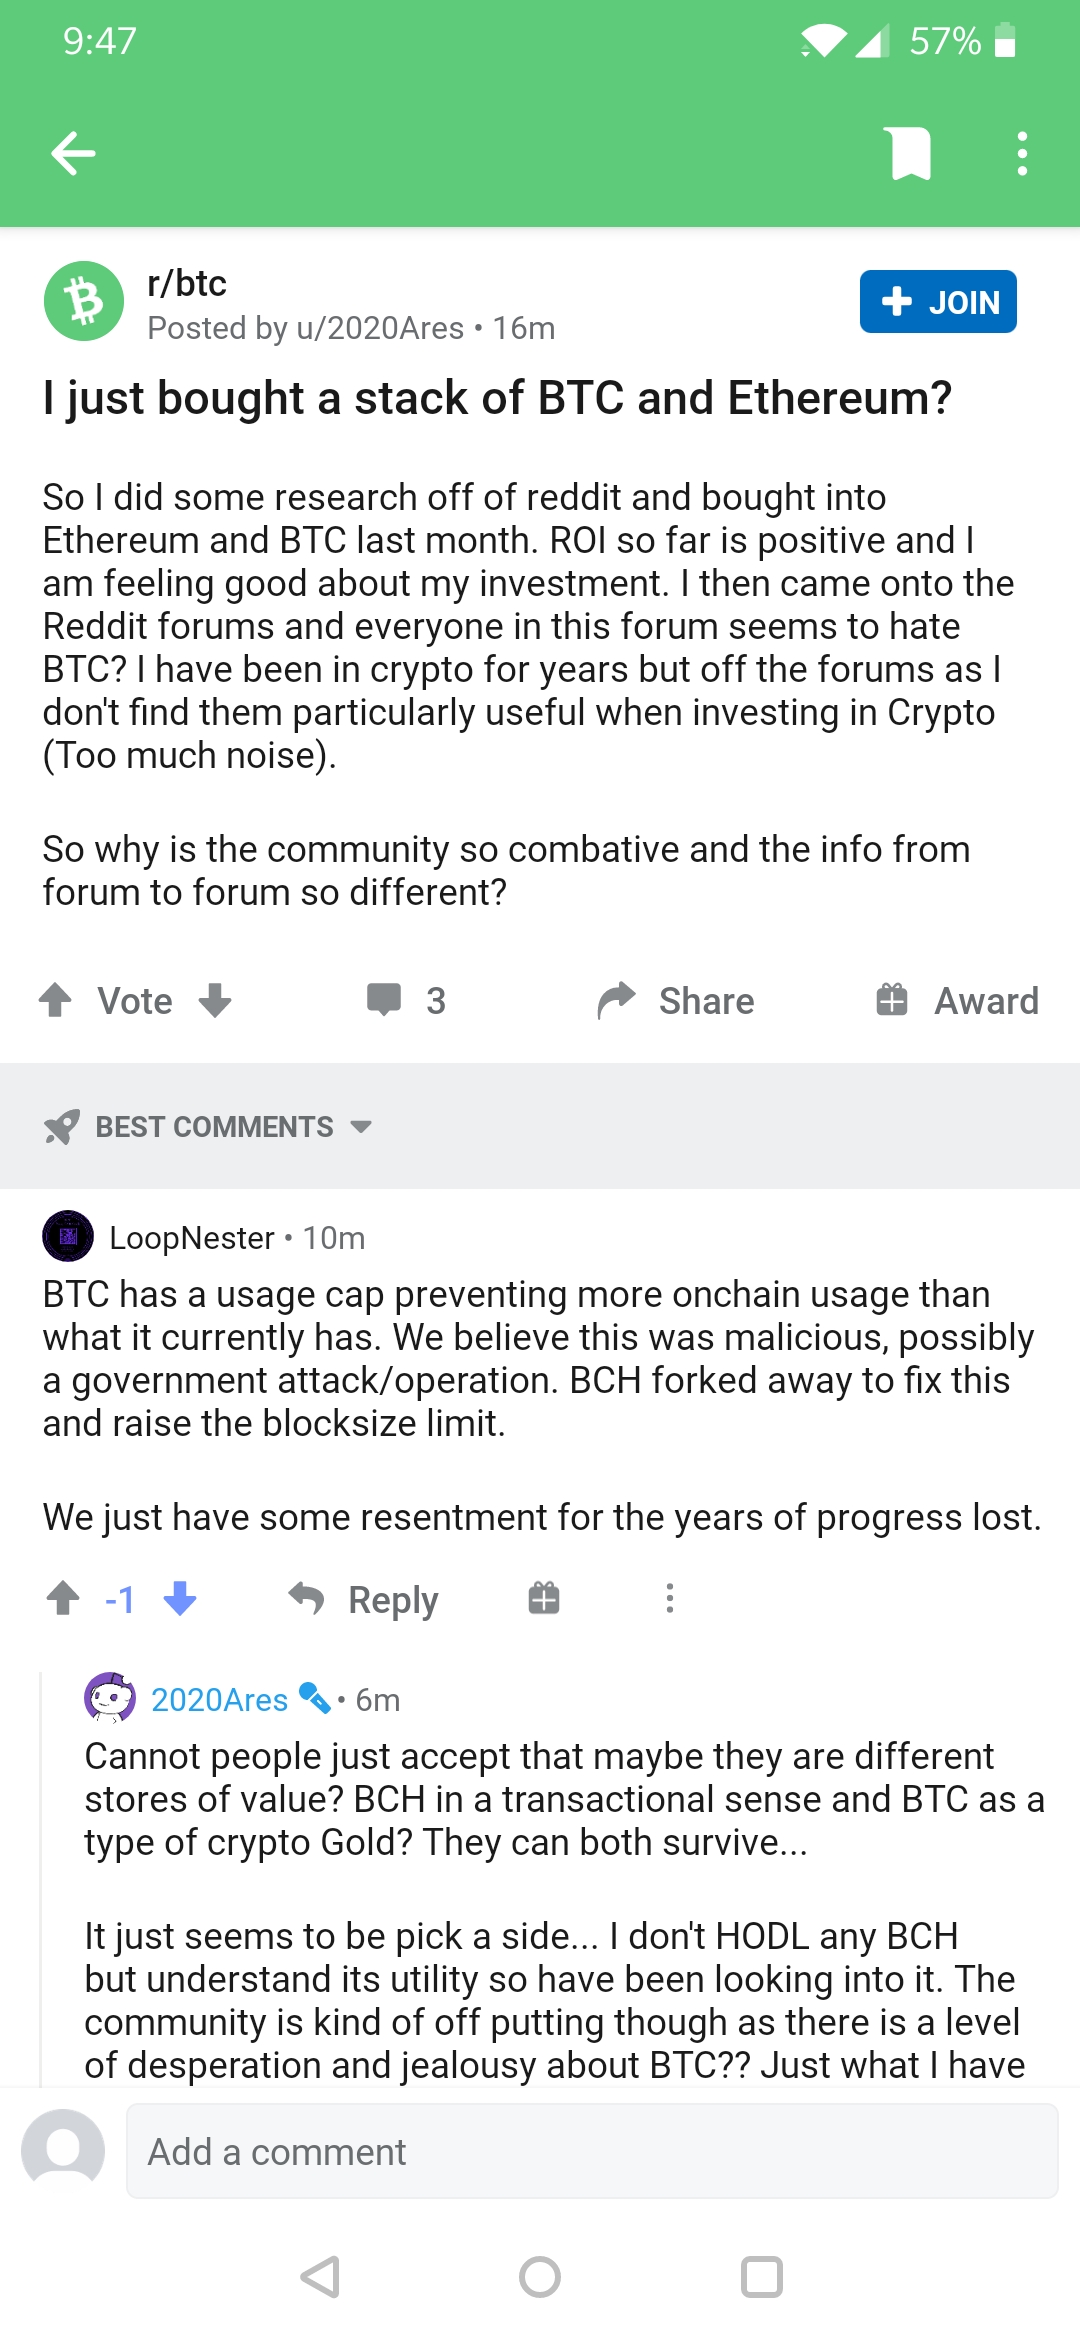 9:47
57%
r/btc
Posted by u/2020Ares • 16m
JOIN
I just bought a stack of BTC and Ethereum?
So I did some research off of reddit and bought into
Ethereum and BTC last month. ROI so far is positive and I
am feeling good about my investment. I then came onto the
Reddit forums and everyone in this forum seems to hate
BTC? I have been in crypto for years but off the forums as I
don't find them particularly useful when investing in Crypto
(Too much noise).
So why is the community so combative and the info from
forum to forum so different?
Vote 3 Share Award
BEST COMMENTS
LoopNester • 10m
BTC has a usage cap preventing more onchain usage than
what it currently has. We believe this was malicious, possibly
a government attack/operation. BCH forked away to fix this
and raise the blocksize limit.
We just have some resentment for the years of progress lost.
-1 Reply
2020Ares • 6m
Cannot people just accept that maybe they are different
stores of value? BCH in a transactional sense and BTC as a
type of crypto Gold? They can both survive...
It just seems to be pick a side... I don't HODL any BCH
but understand its utility so have been looking into it. The
community is kind of off putting though as there is a level
of desperation and jealousy about BTC?? Just what I have
Add a comment